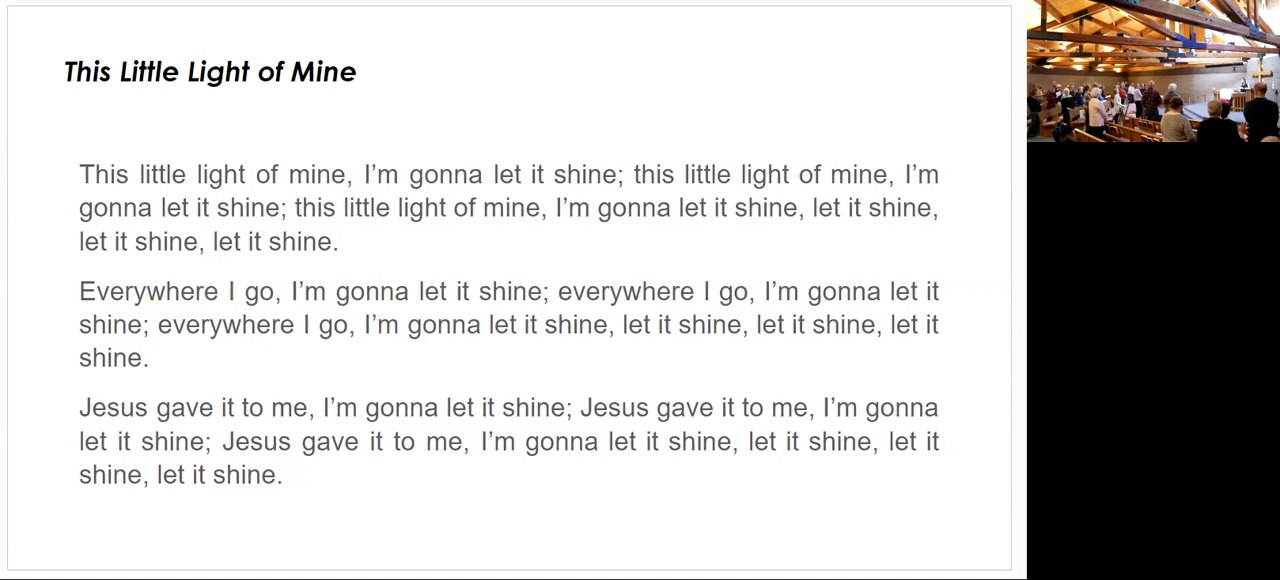 This Little Light of Mine
This little light of mine, I’m gonna let it shine; this little light of mine, I’m
gonna let it shine; this little light of mine, I’m gonna let it shine, let it shine,
let it shine, let it shine.
Everywhere I go, I’m gonna let it shine; everywhere I go, I’m gonna let it
shine; everywhere I go, I’m gonna let it shine, let it shine, let it shine, let it
shine.
Jesus gave it to me, I’m gonna let it shine; Jesus gave it to me, I’m gonna
let it shine; Jesus gave it to me, I’m gonna let it shine, let it shine, let it
shine, let it shine.